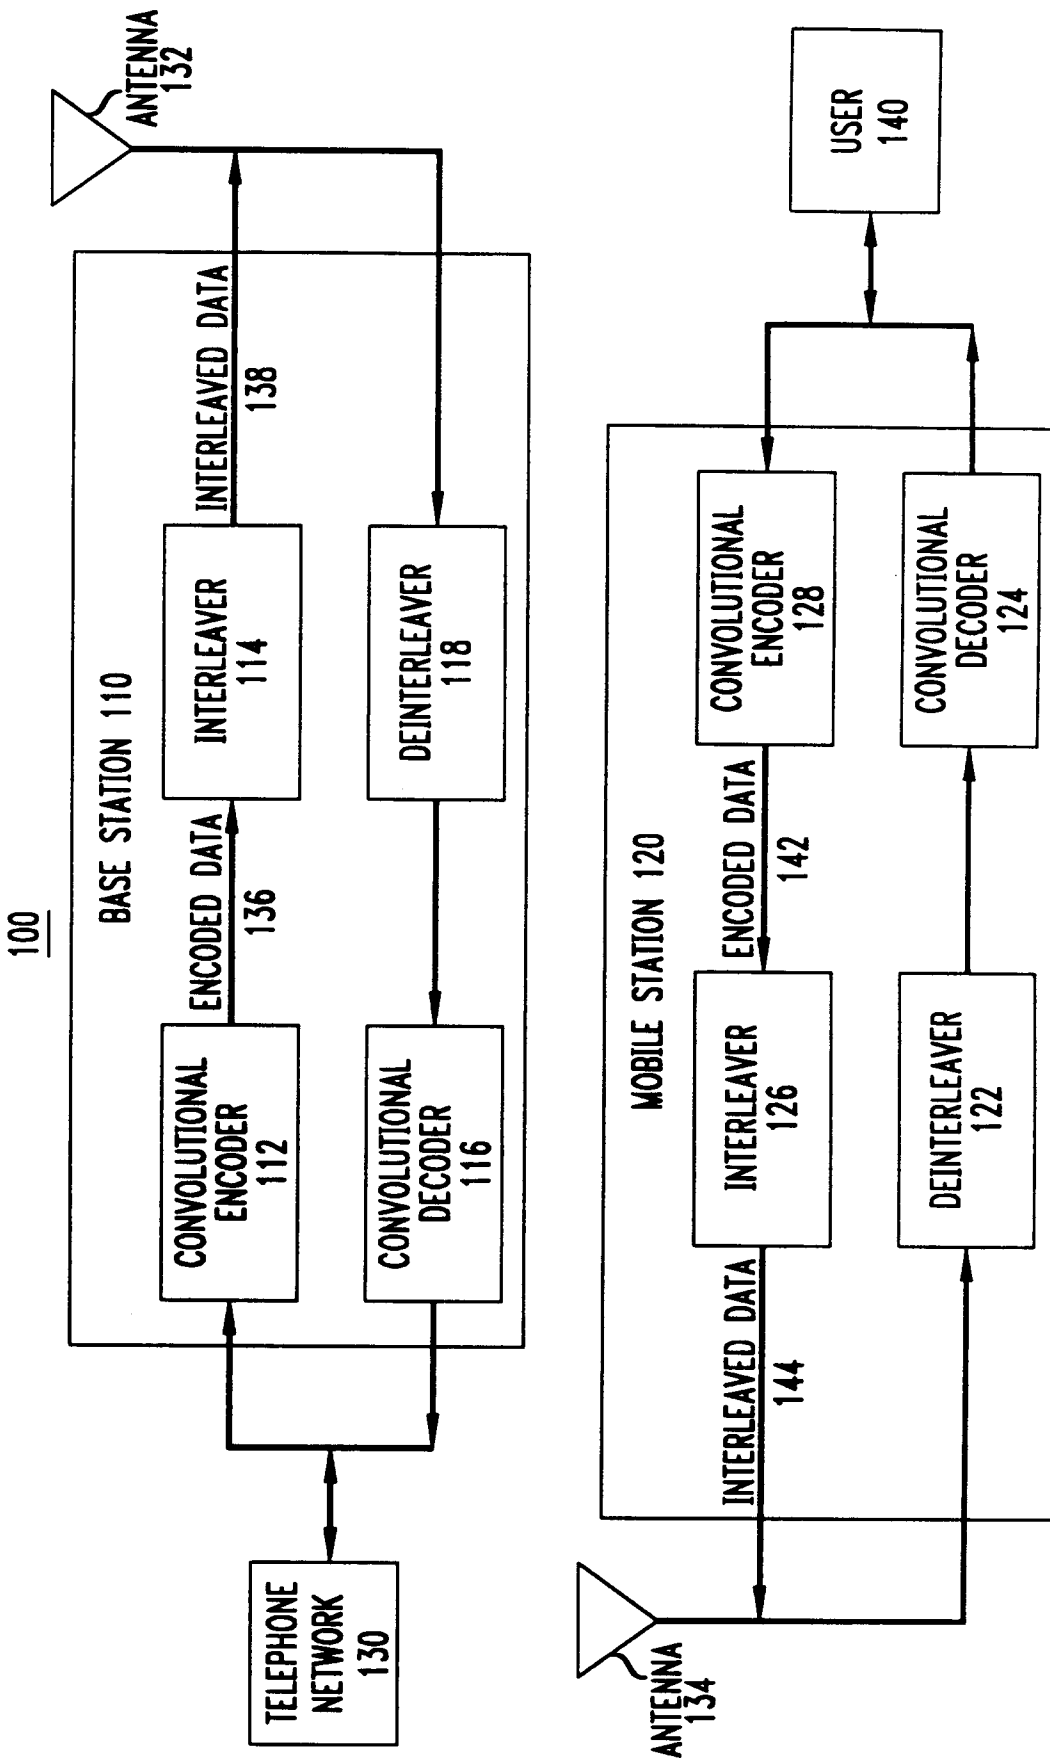 100
BASE STATION 110
TELEPHONE
NETWORK
130
CONVOLUTIONAL
ENCODER
112
ENCODED DATA
136
INTERLEAVER
114
INTERLEAVED DATA
138
ANTENNA
132
CONVOLUTIONAL
DECODER
116
DEINTERLEAVER
118
MOBILE STATION 120
ANTENNA
134
INTERLEAVED DATA
144
INTERLEAVER
126
ENCODED DATA
142
CONVOLUTIONAL
ENCODER
128
USER
140
DEINTERLEAVER
122
CONVOLUTIONAL
DECODER
124